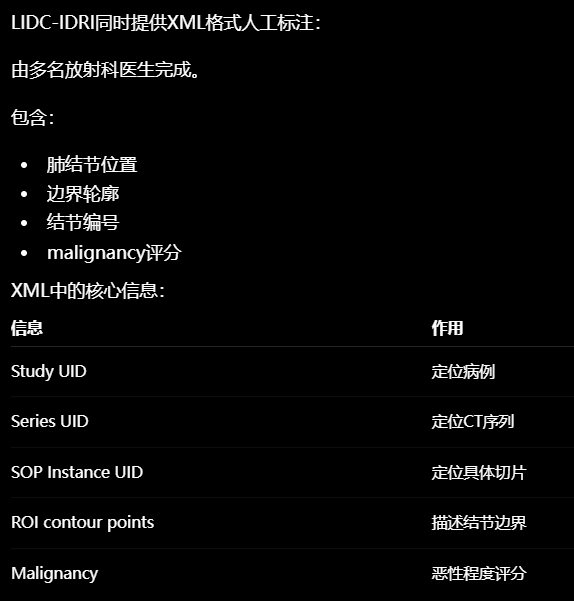 LIDC-IDRI同时提供XML格式人工标注：
由多名放射科医生完成。
包含：
• 肺结节位置
• 边界轮廓
• 结节编号
• malignancy评分
XML中的核心信息：
信息 作用
Study UID 定位病例
Series UID 定位CT序列
SOP Instance UID 定位具体切片
ROI contour points 描述结节边界
Malignancy 恶性程度评分